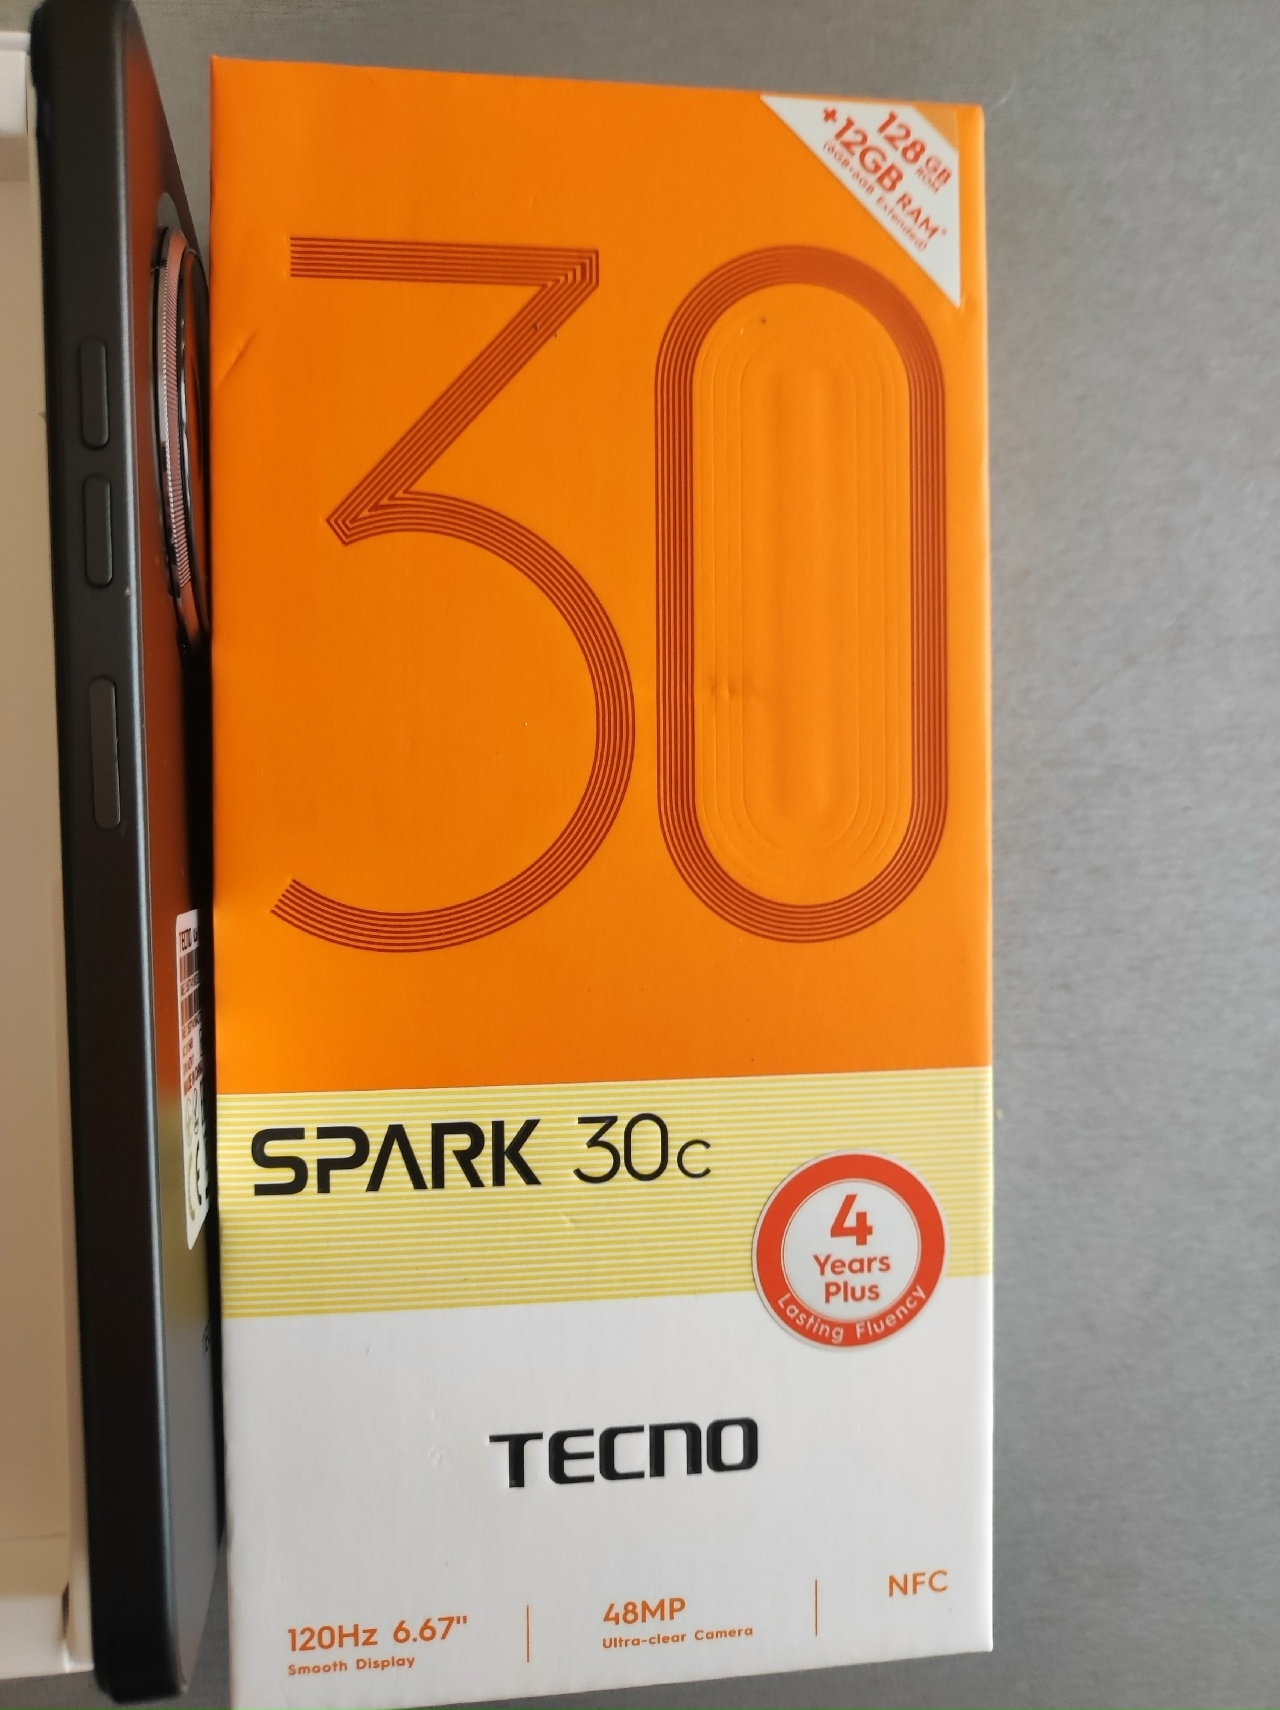 128GB
ROM
+12GB RAM*
(6GB+6GB Extended)
30
SPARK 30C
4
Years
Plus
Lasting Fluency
TECNO
120Hz 6.67"
Smooth Display
48MP
Ultra-clear Camera
NFC
TECNO